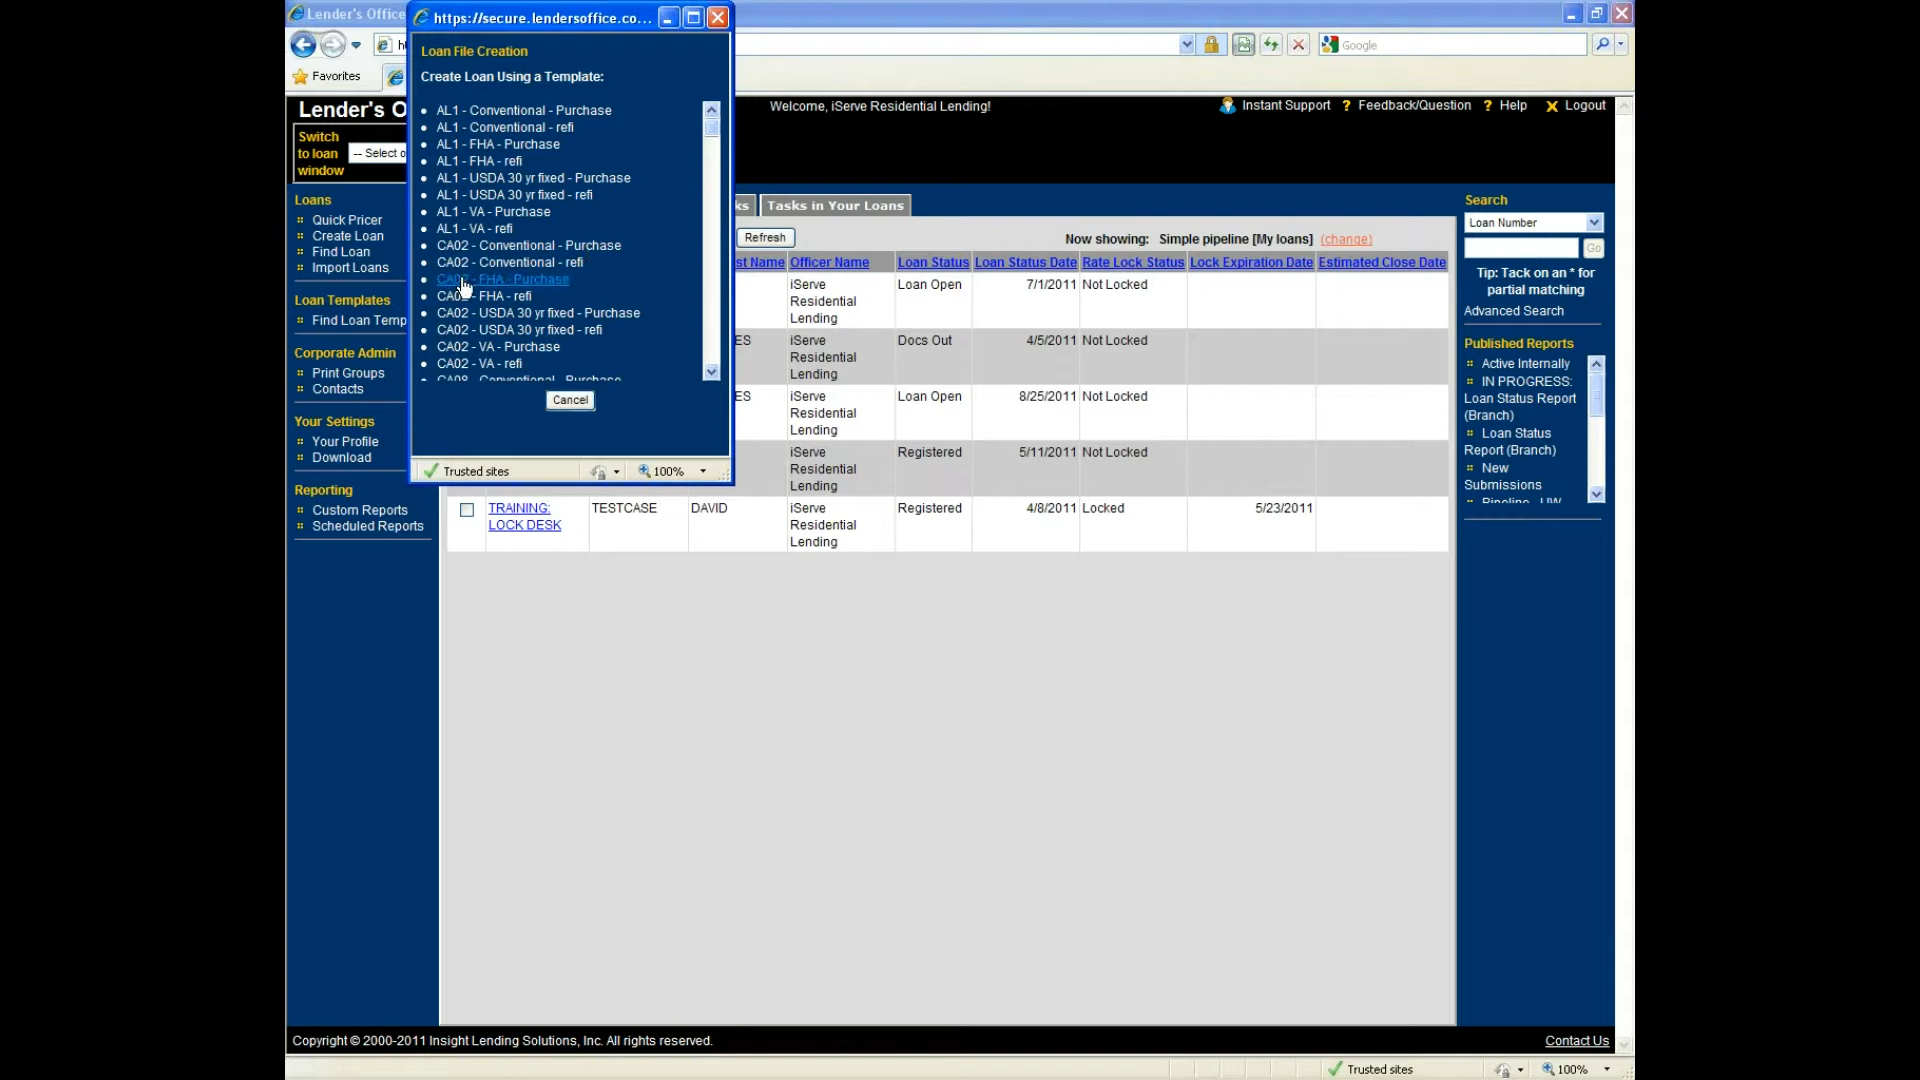 Lender's Office
https://secure.lendersoffice.co...
Google
Favorites
Loan File Creation
Create Loan Using a Template:
AL1 - Conventional - Purchase
AL1 - Conventional - refi
AL1 - FHA - Purchase
AL1 - FHA - refi
AL1 - USDA 30 yr fixed - Purchase
AL1 - USDA 30 yr fixed - refi
AL1 - VA - Purchase
AL1 - VA - refi
CA02 - Conventional - Purchase
CA02 - Conventional - refi
CA02 - FHA - Purchase
CA02 - FHA - refi
CA02 - USDA 30 yr fixed - Purchase
CA02 - USDA 30 yr fixed - refi
CA02 - VA - Purchase
CA02 - VA - refi
CA08 - Conventional - Purchase
Cancel
Trusted sites
100%
Lender's O
Welcome, iServe Residential Lending!
Instant Support
? Feedback/Question
? Help
Logout
Switch
to loan
window
-- Select o
Loans
Quick Pricer
Create Loan
Find Loan
Import Loans
Loan Templates
Find Loan Temp
Corporate Admin
Print Groups
Contacts
Your Settings
Your Profile
Download
Reporting
Custom Reports
Scheduled Reports
ks
Tasks in Your Loans
Refresh
Now showing: Simple pipeline [My loans] (change)
st Name Officer Name Loan Status Loan Status Date Rate Lock Status Lock Expiration Date Estimated Close Date
iServe Loan Open 7/1/2011 Not Locked
Residential
Lending
ES iServe Docs Out 4/5/2011 Not Locked
Residential
Lending
ES iServe Loan Open 8/25/2011 Not Locked
Residential
Lending
iServe Registered 5/11/2011 Not Locked
Residential
Lending
TRAINING: TESTCASE DAVID iServe Registered 4/8/2011 Locked 5/23/2011
LOCK DESK Residential
Lending
Search
Loan Number
Go
Tip: Tack on an * for
partial matching
Advanced Search
Published Reports
Active Internally
IN PROGRESS:
Loan Status Report
(Branch)
Loan Status
Report (Branch)
New
Submissions
Pipeline - UW
Copyright © 2000-2011 Insight Lending Solutions, Inc. All rights reserved.
Contact Us
Trusted sites
100%